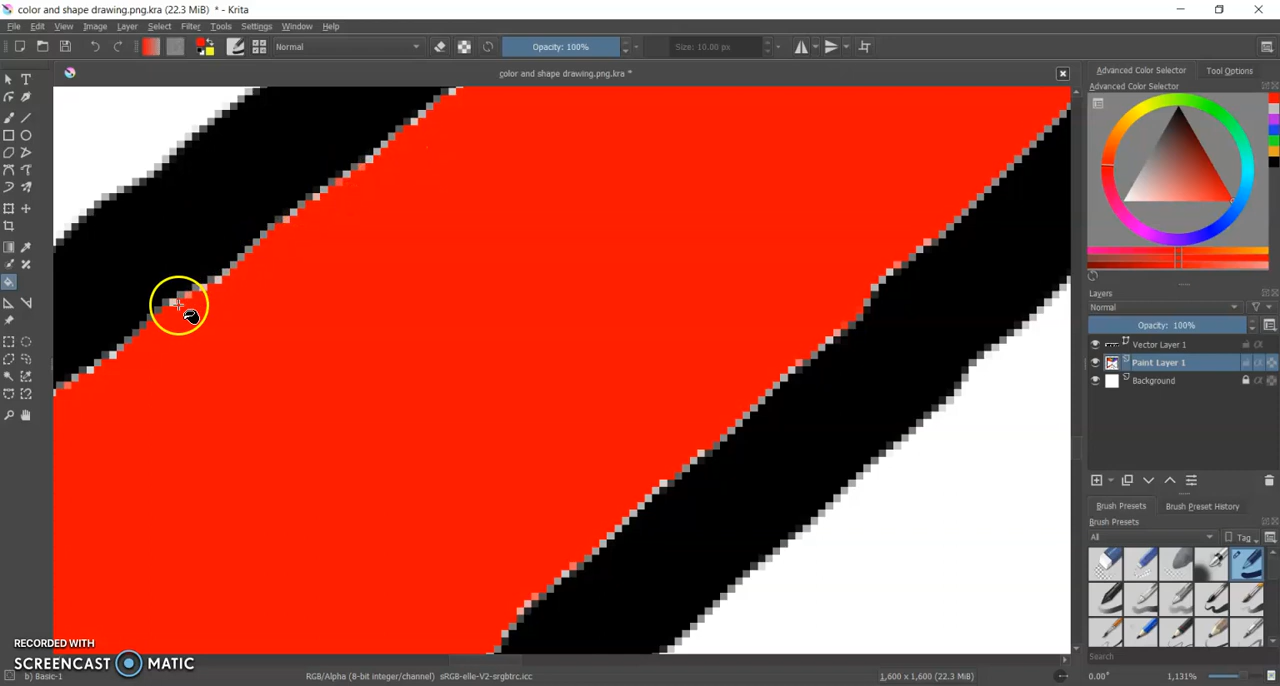 color and shape drawing.png.kra (22.3 MiB) * - Krita
File Edit View Image Layer Select Filter Tools Settings Window Help
Normal Opacity: 100% Size: 10.00 px
color and shape drawing.png.kra (22.3 MiB) *
Advanced Color Selector Tool Options
Advanced Color Selector
Layers
Normal
Opacity: 100%
Vector Layer 1
Paint Layer 1
Background
Brush Presets Brush Preset History
Brush Presets
All Tag
Search
RECORDED WITH
SCREENCAST MATIC
b) Basic-1 RGB/Alpha (8-bit integer/channel) sRGB-elle-V2-srgbtrc.icc 1,600 x 1,600 (22.3 MiB) 0.00° 1,131%